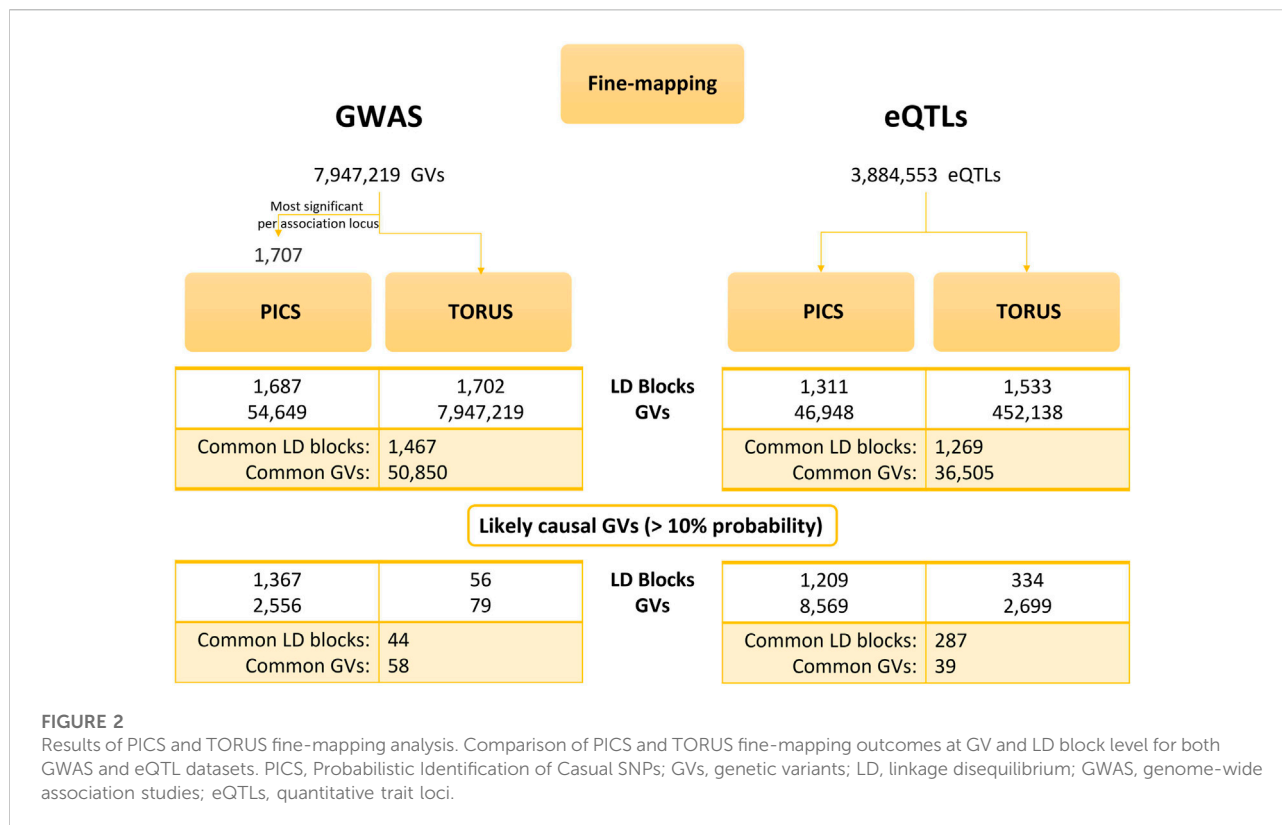 Fine-mapping
GWAS
eQTLs
7,947,219 GVs
3,884,553 eQTLs
Most significant
per association locus
1,707
PICS
TORUS
PICS
TORUS
1,687 1,702 LD Blocks 1,311 1,533
54,649 7,947,219 GVs 46,948 452,138
Common LD blocks: 1,467 Common LD blocks: 1,269
Common GVs: 50,850 Common GVs: 36,505
Likely causal GVs (> 10% probability)
1,367 56 LD Blocks 1,209 334
2,556 79 GVs 8,569 2,699
Common LD blocks: 44 Common LD blocks: 287
Common GVs: 58 Common GVs: 39
FIGURE 2
Results of PICS and TORUS fine-mapping analysis. Comparison of PICS and TORUS fine-mapping outcomes at GV and LD block level for both
GWAS and eQTL datasets. PICS, Probabilistic Identification of Casual SNPs; GVs, genetic variants; LD, linkage disequilibrium; GWAS, genome-wide
association studies; eQTLs, quantitative trait loci.